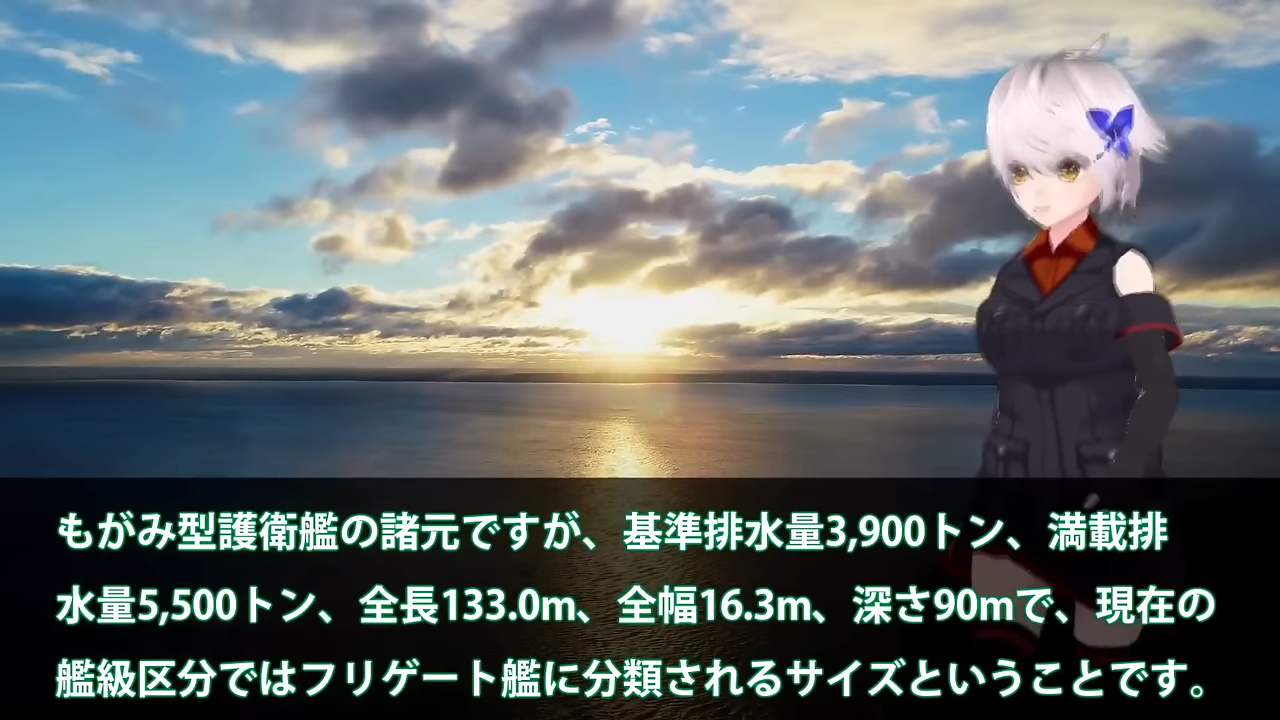 もがみ型護衛艦の諸元ですが、基準排水量3,900トン、満載排
水量5,500トン、全長133.0m、全幅16.3m、深さ90mで、現在の
艦級区分ではフリゲート艦に分類されるサイズということです。